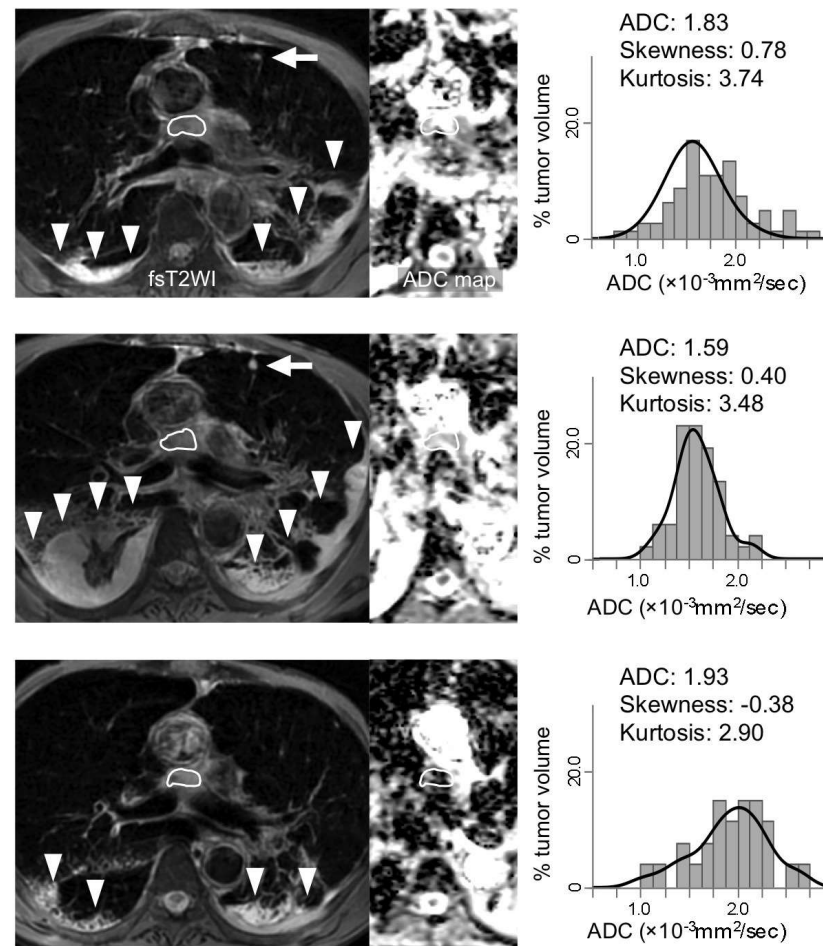 ADC: 1.83
Skewness: 0.78
Kurtosis: 3.74
% tumor volume
20.0
0
1.0 2.0
ADC (×10⁻³mm²/sec)
fsT2WI
ADC map
ADC: 1.59
Skewness: 0.40
Kurtosis: 3.48
% tumor volume
20.0
0
1.0 2.0
ADC (×10⁻³mm²/sec)
ADC: 1.93
Skewness: -0.38
Kurtosis: 2.90
% tumor volume
20.0
0
1.0 2.0
ADC (×10⁻³mm²/sec)